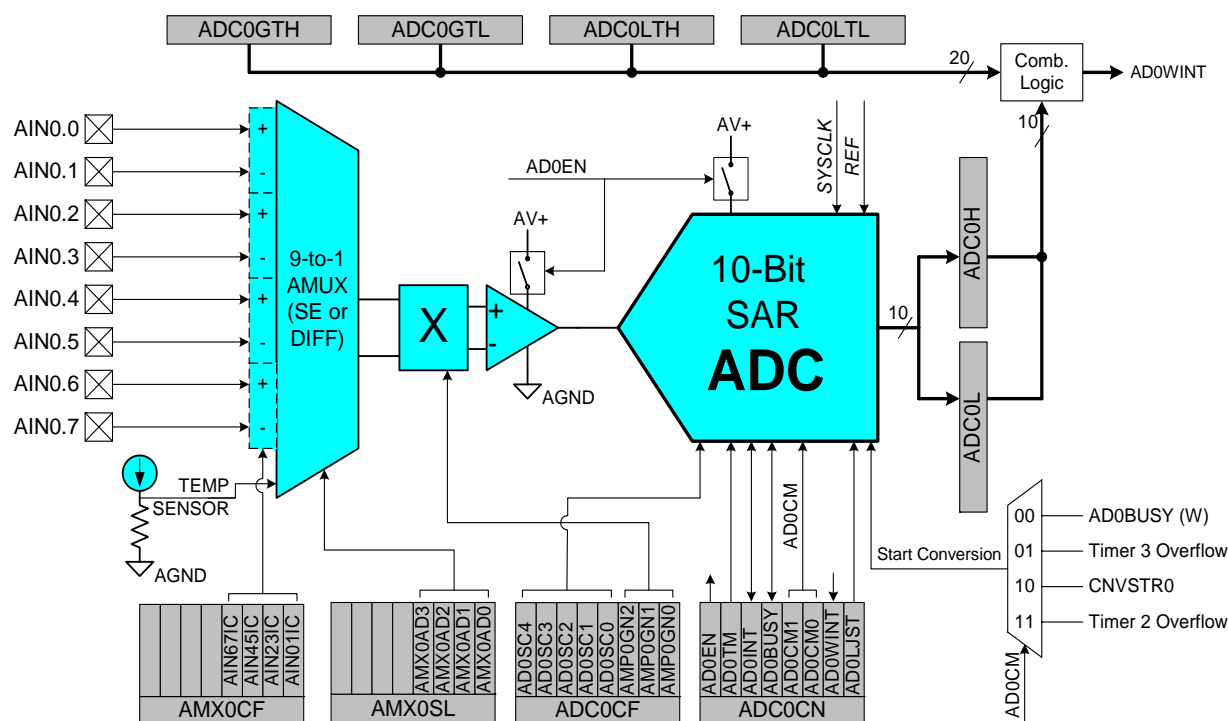 ADC0GTH
ADC0GTL
ADC0LTH
ADC0LTL
20
Comb.
Logic
AD0WINT
10
AIN0.0
AIN0.1
AIN0.2
AIN0.3
AIN0.4
AIN0.5
AIN0.6
AIN0.7
+
-
+
-
+
-
+
-
9-to-1
AMUX
(SE or
DIFF)
X
+
-
AV+
AD0EN
AV+
AGND
SYSCLK
REF
10-Bit
SAR
ADC
10
ADC0H
ADC0L
TEMP
SENSOR
AGND
AD0CM
Start Conversion
00
AD0BUSY (W)
01
Timer 3 Overflow
10
CNVSTR0
11
Timer 2 Overflow
AD0CM
AIN67IC
AIN45IC
AIN23IC
AIN01IC
AMX0CF
AMX0AD3
AMX0AD2
AMX0AD1
AMX0AD0
AMX0SL
AD0SC4
AD0SC3
AD0SC2
AD0SC1
AD0SC0
AMP0GN2
AMP0GN1
AMP0GN0
ADC0CF
AD0EN
AD0TM
AD0INT
AD0BUSY
AD0CM1
AD0CM0
AD0WINT
AD0LJST
ADC0CN